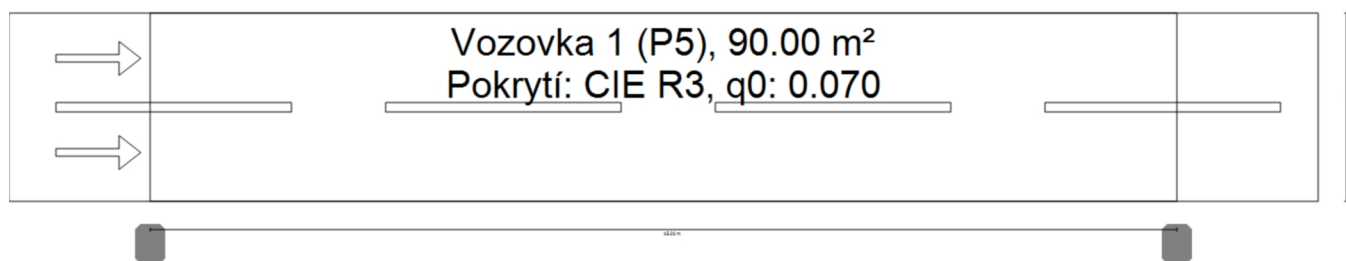 Vozovka 1 (P5), 90.00 m²
Pokrytí: CIE R3, q0: 0.070